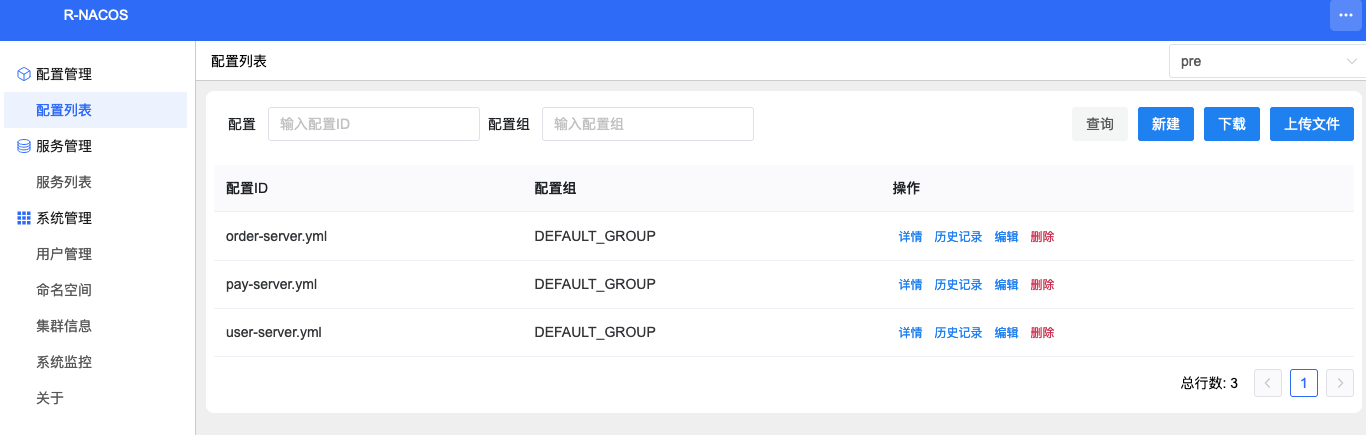 R-NACOS
配置管理
配置列表
服务管理
服务列表
系统管理
用户管理
命名空间
集群信息
系统监控
关于
配置列表
pre
配置 输入配置ID 配置组 输入配置组 查询 新建 下载 上传文件
配置ID 配置组 操作
order-server.yml DEFAULT_GROUP 详情 历史记录 编辑 删除
pay-server.yml DEFAULT_GROUP 详情 历史记录 编辑 删除
user-server.yml DEFAULT_GROUP 详情 历史记录 编辑 删除
总行数: 3 1